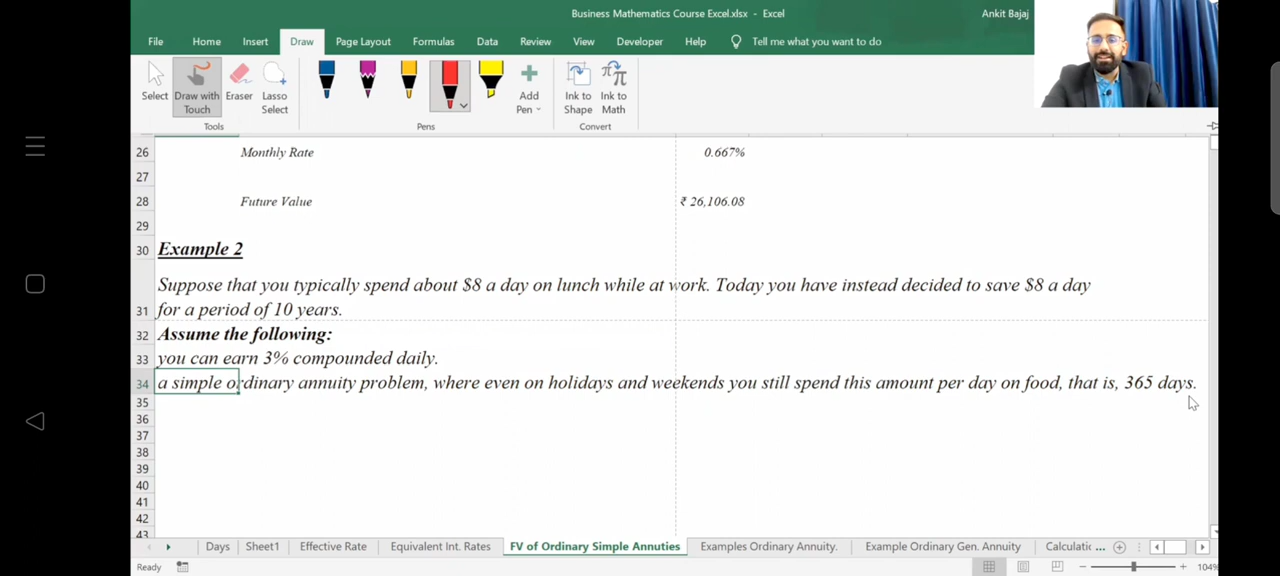 Business Mathematics Course Excel.xlsx - Excel
Ankit Bajaj
File Home Insert Draw Page Layout Formulas Data Review View Developer Help Tell me what you want to do
Select Draw with Touch Eraser Lasso Select Add Pen Ink to Shape Ink to Math
Tools Pens Convert
26 Monthly Rate 0.667%
27
28 Future Value ₹ 26,106.08
29
30 Example 2
Suppose that you typically spend about $8 a day on lunch while at work. Today you have instead decided to save $8 a day
31 for a period of 10 years.
32 Assume the following:
33 you can earn 3% compounded daily.
34 a simple ordinary annuity problem, where even on holidays and weekends you still spend this amount per day on food, that is, 365 days.
35
36
37
38
39
40
41
42
43
Days Sheet1 Effective Rate Equivalent Int. Rates FV of Ordinary Simple Annuties Examples Ordinary Annuity. Example Ordinary Gen. Annuity Calculatic ...
Ready 104%